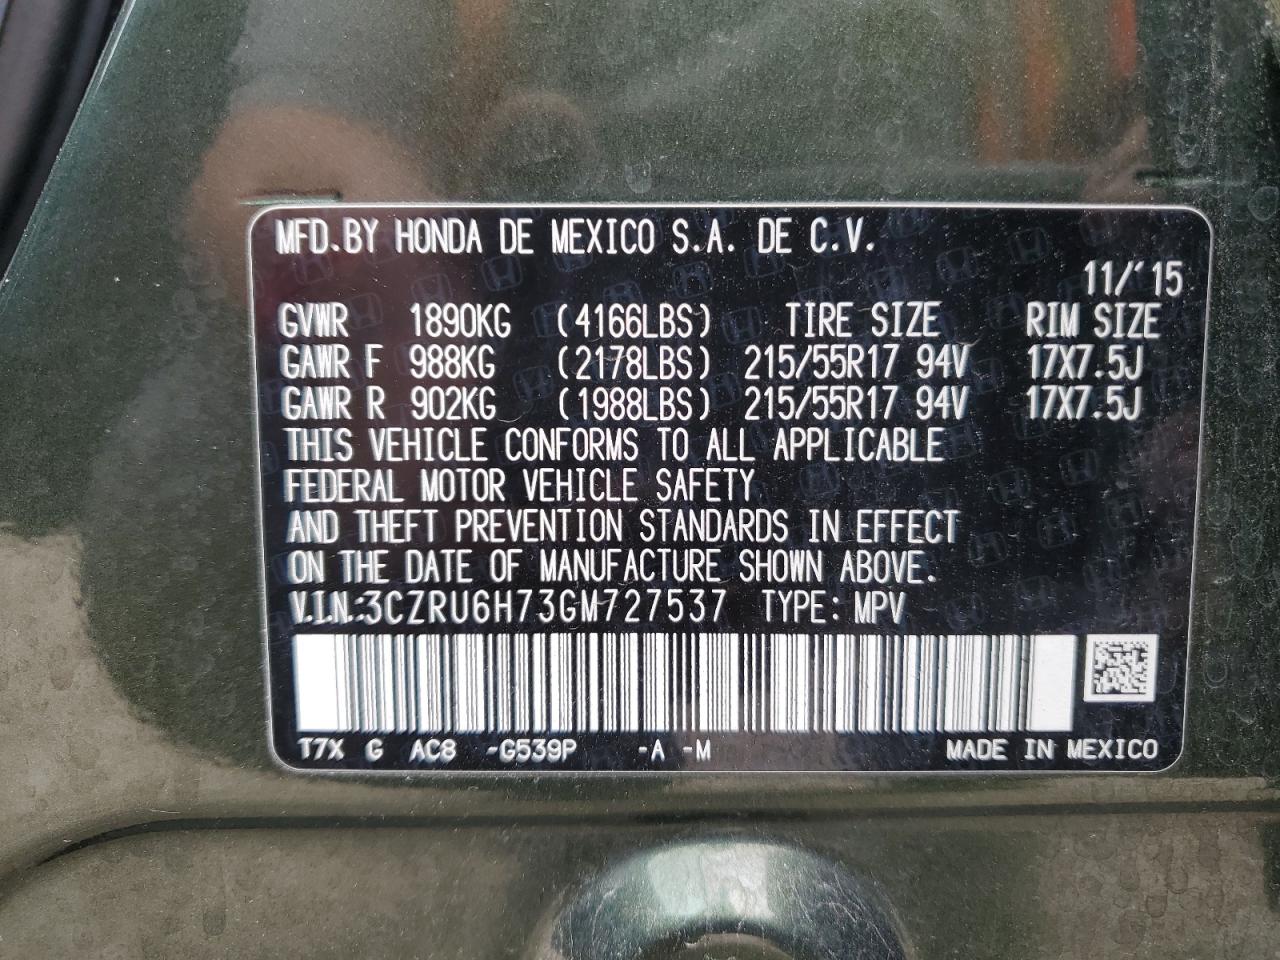 MFD.BY HONDA DE MEXICO S.A. DE C.V.
11/'15
GVWR 1890KG (4166LBS) TIRE SIZE RIM SIZE
GAWR F 988KG (2178LBS) 215/55R17 94V 17X7.5J
GAWR R 902KG (1988LBS) 215/55R17 94V 17X7.5J
THIS VEHICLE CONFORMS TO ALL APPLICABLE
FEDERAL MOTOR VEHICLE SAFETY
AND THEFT PREVENTION STANDARDS IN EFFECT
ON THE DATE OF MANUFACTURE SHOWN ABOVE.
V.I.N.:3CZRU6H73GM727537 TYPE: MPV
T7X G AC8 -G539P -A -M MADE IN MEXICO